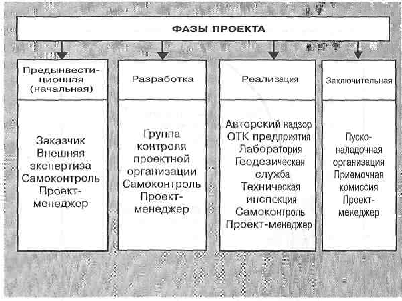 ФАЗЫ ПРОЕКТА
Предынвести-
ционная
(начальная)
Заказчик
Внешняя
экспертиза
Самоконтроль
Проект-
менеджер
Разработка
Группа
контроля
проектной
организации
Самоконтроль
Проект-
менеджер
Реализация
Авторский надзор
ОТК предприятия
Лаборатория
Геодезическая
служба
Техническая
инспекция
Самоконтроль
Проект-менеджер
Заключительная
Пуско-
наладочная
организация
Приемочная
комиссия
Проект-
менеджер